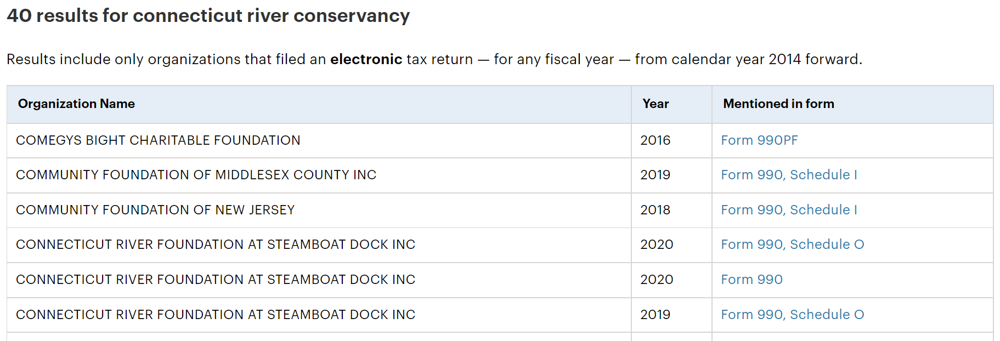 40 results for connecticut river conservancy
Results include only organizations that filed an electronic tax return — for any fiscal year — from calendar year 2014 forward.
Organization Name Year Mentioned in form
COMEGYS BIGHT CHARITABLE FOUNDATION 2016 Form 990PF
COMMUNITY FOUNDATION OF MIDDLESEX COUNTY INC 2019 Form 990, Schedule I
COMMUNITY FOUNDATION OF NEW JERSEY 2018 Form 990, Schedule I
CONNECTICUT RIVER FOUNDATION AT STEAMBOAT DOCK INC 2020 Form 990, Schedule O
CONNECTICUT RIVER FOUNDATION AT STEAMBOAT DOCK INC 2020 Form 990
CONNECTICUT RIVER FOUNDATION AT STEAMBOAT DOCK INC 2019 Form 990, Schedule O